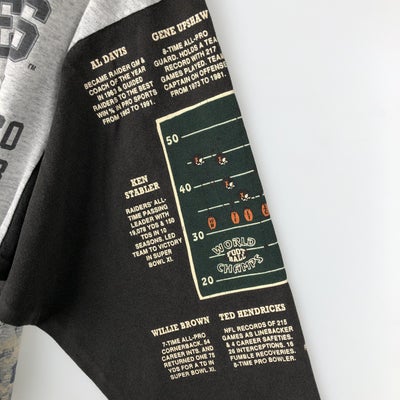 ES
TM
O
AL DAVIS
BECAME RAIDER GM &
COACH OF THE YEAR
IN 1963 & GUIDED
RAIDERS TO THE BEST
WIN % IN PRO SPORTS
FROM 1963 TO 1991.
GENE UPSHAW
8-TIME ALL-PRO
GUARD. HOLDS A TEAM
RECORD WITH 217
GAMES PLAYED. TEAM
CAPTAIN ON OFFENSE
FROM 1973 TO 1981.
KEN
STABLER
RAIDERS' ALL-
TIME PASSING
LEADER WITH
19,078 YDS & 150
TDS IN 10
SEASONS. LED
TEAM TO VICTORY
IN SUPER
BOWL XI.
50
40
30
20
WORLD
FOOT
BALL
CHAMPS
WILLIE BROWN
7-TIME ALL-PRO
CORNERBACK. 54
CAREER INTS. AND
RETURNED ONE 75
YDS FOR A TD IN
SUPER BOWL XI.
TED HENDRICKS
NFL RECORDS OF 215
GAMES AS LINEBACKER
& 4 CAREER SAFETIES.
26 INTERCEPTIONS. 16
FUMBLE RECOVERIES.
8-TIME PRO BOWLER.